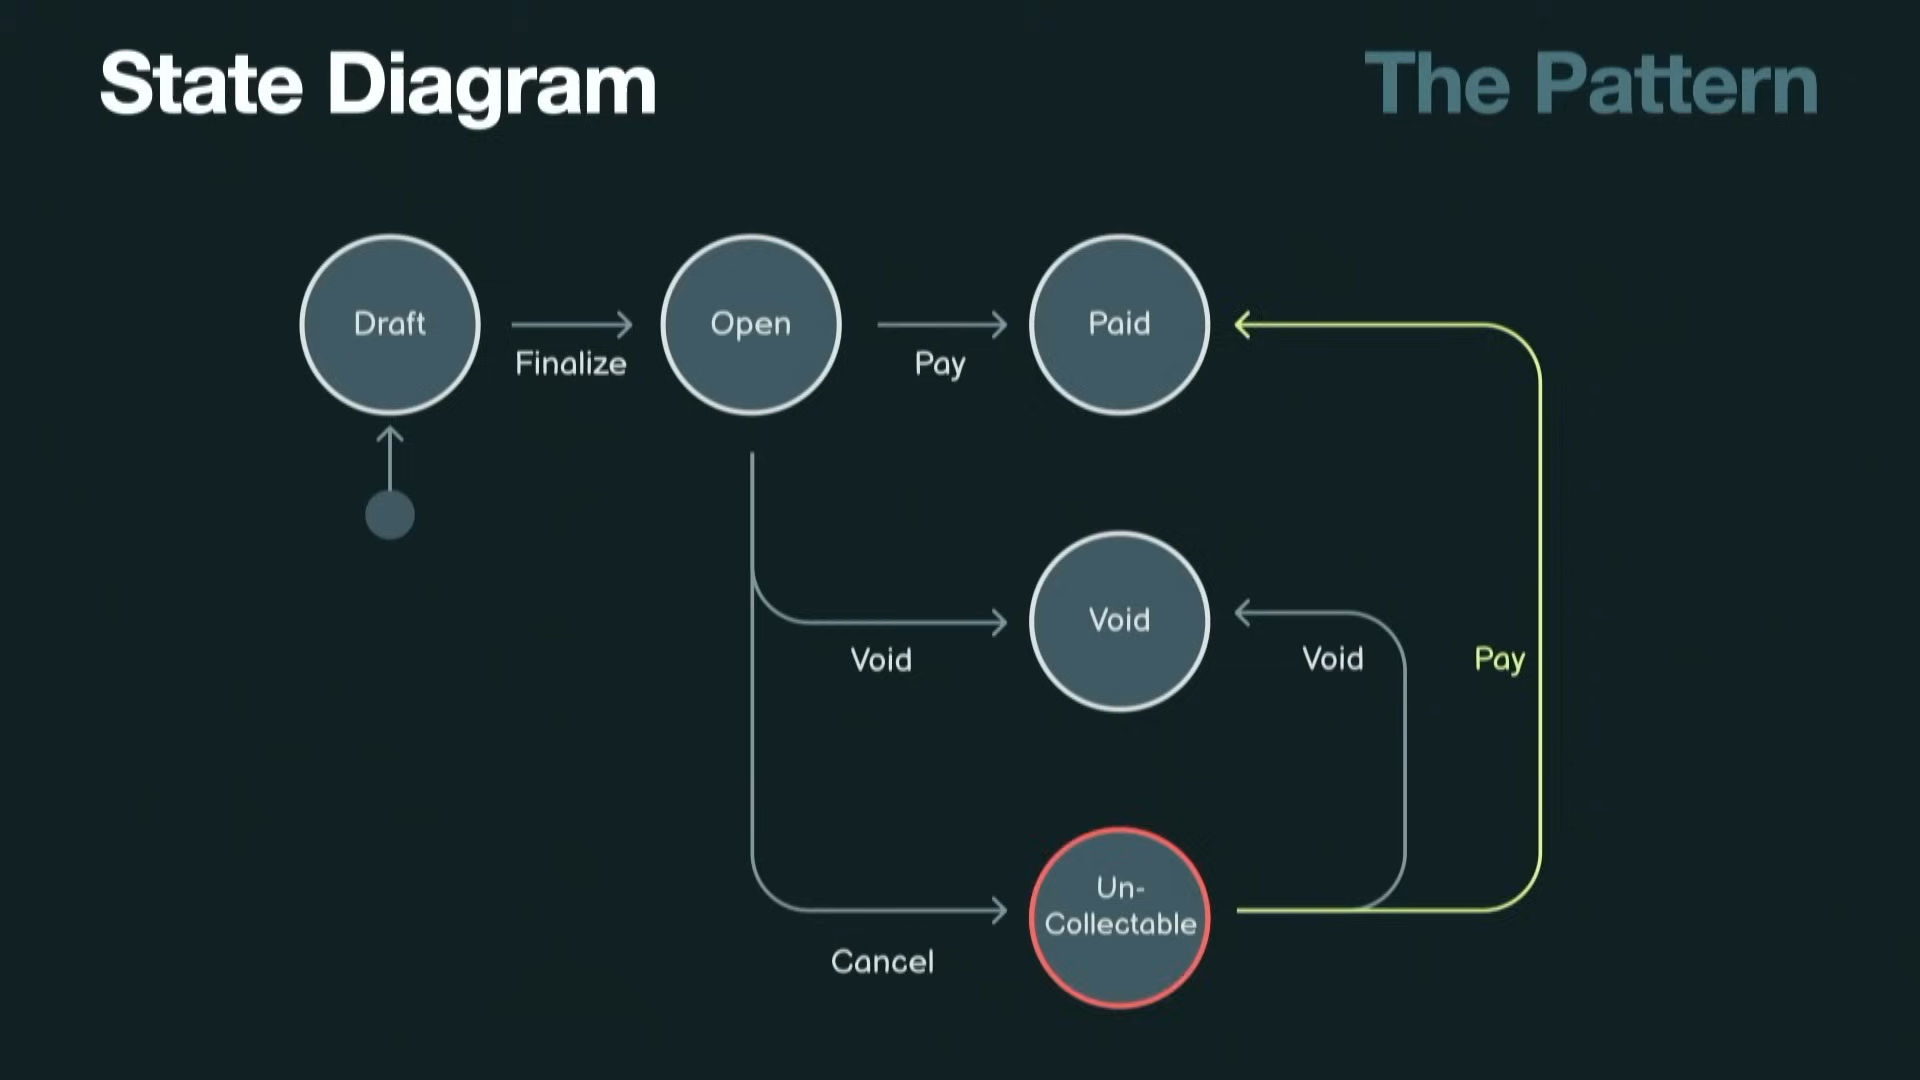 State Diagram
The Pattern
Draft
Finalize
Open
Pay
Paid
Void
Void
Void
Pay
Cancel
Un-
Collectable